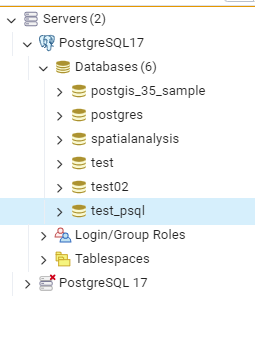 Servers (2)
PostgreSQL17
Databases (6)
postgis_35_sample
postgres
spatialanalysis
test
test02
test_psql
Login/Group Roles
Tablespaces
PostgreSQL 17